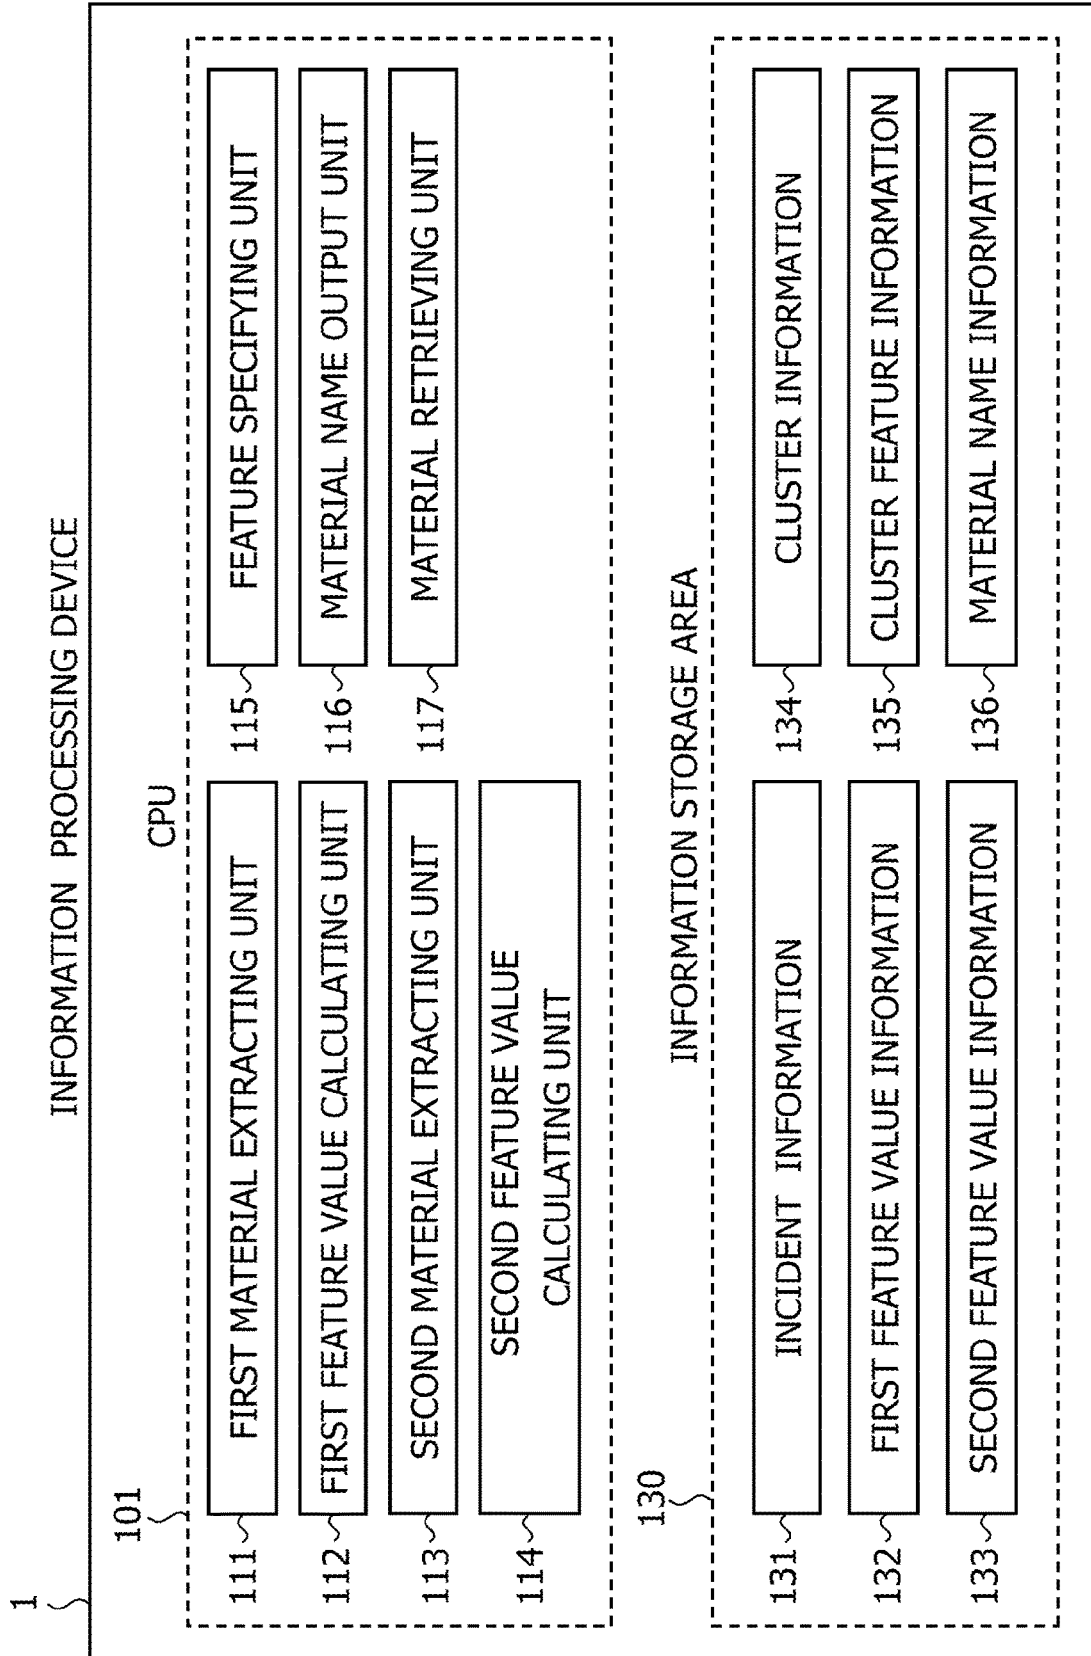 1
INFORMATION PROCESSING DEVICE
101
CPU
111
FIRST MATERIAL EXTRACTING UNIT
112
FIRST FEATURE VALUE CALCULATING UNIT
113
SECOND MATERIAL EXTRACTING UNIT
114
SECOND FEATURE VALUE
CALCULATING UNIT
115
FEATURE SPECIFYING UNIT
116
MATERIAL NAME OUTPUT UNIT
117
MATERIAL RETRIEVING UNIT
130
INFORMATION STORAGE AREA
131
INCIDENT INFORMATION
132
FIRST FEATURE VALUE INFORMATION
133
SECOND FEATURE VALUE INFORMATION
134
CLUSTER INFORMATION
135
CLUSTER FEATURE INFORMATION
136
MATERIAL NAME INFORMATION